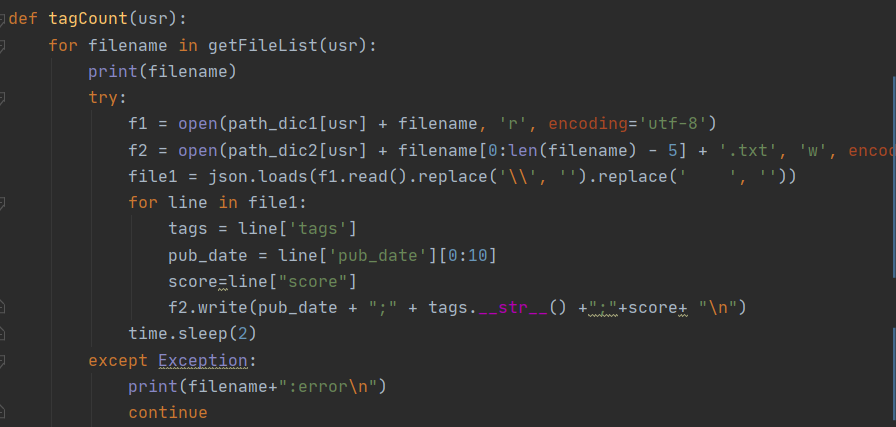 def tagCount(usr):
    for filename in getFileList(usr):
        print(filename)
        try:
            f1 = open(path_dic1[usr] + filename, 'r', encoding='utf-8')
            f2 = open(path_dic2[usr] + filename[0:len(filename) - 5] + '.txt', 'w', enco
            file1 = json.loads(f1.read().replace('\\', '').replace('    ', ''))
            for line in file1:
                tags = line['tags']
                pub_date = line['pub_date'][0:10]
                score=line["score"]
                f2.write(pub_date + ";" + tags.__str__() +";"+score+ "\n")
            time.sleep(2)
        except Exception:
            print(filename+":error\n")
            continue